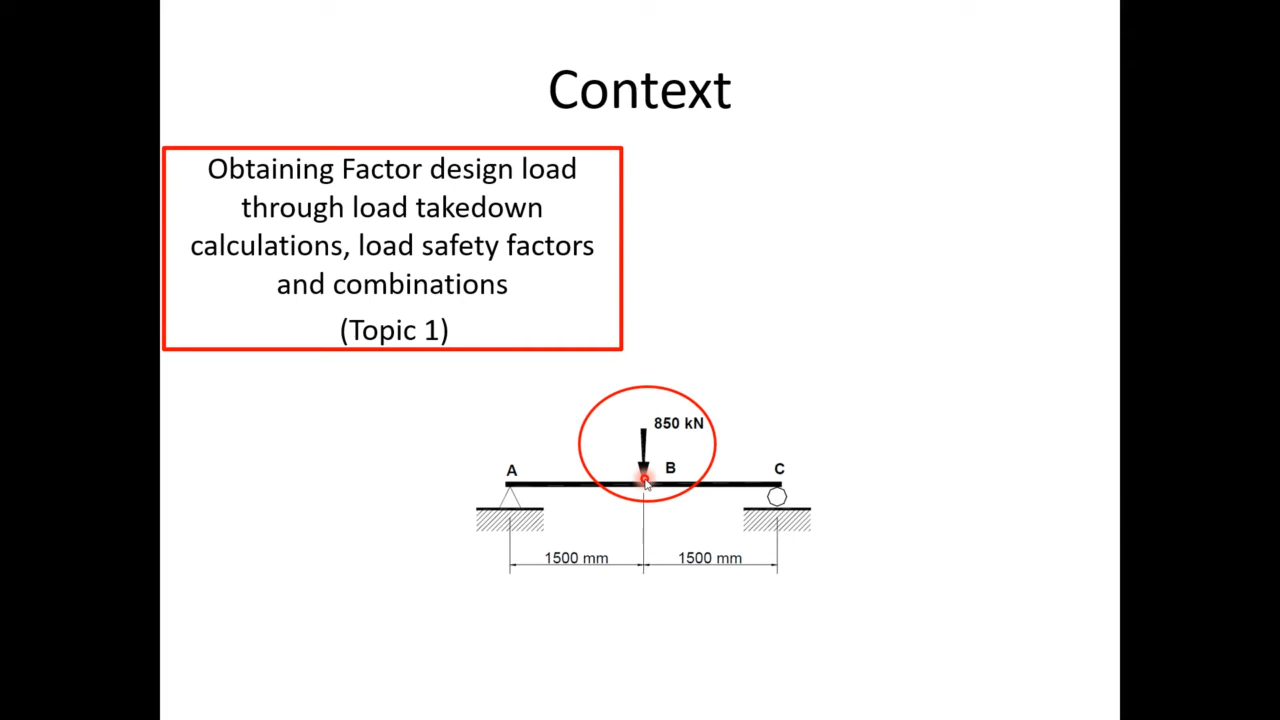 Context
Obtaining Factor design load
through load takedown
calculations, load safety factors
and combinations
(Topic 1)
850 kN
A
B
C
1500 mm
1500 mm